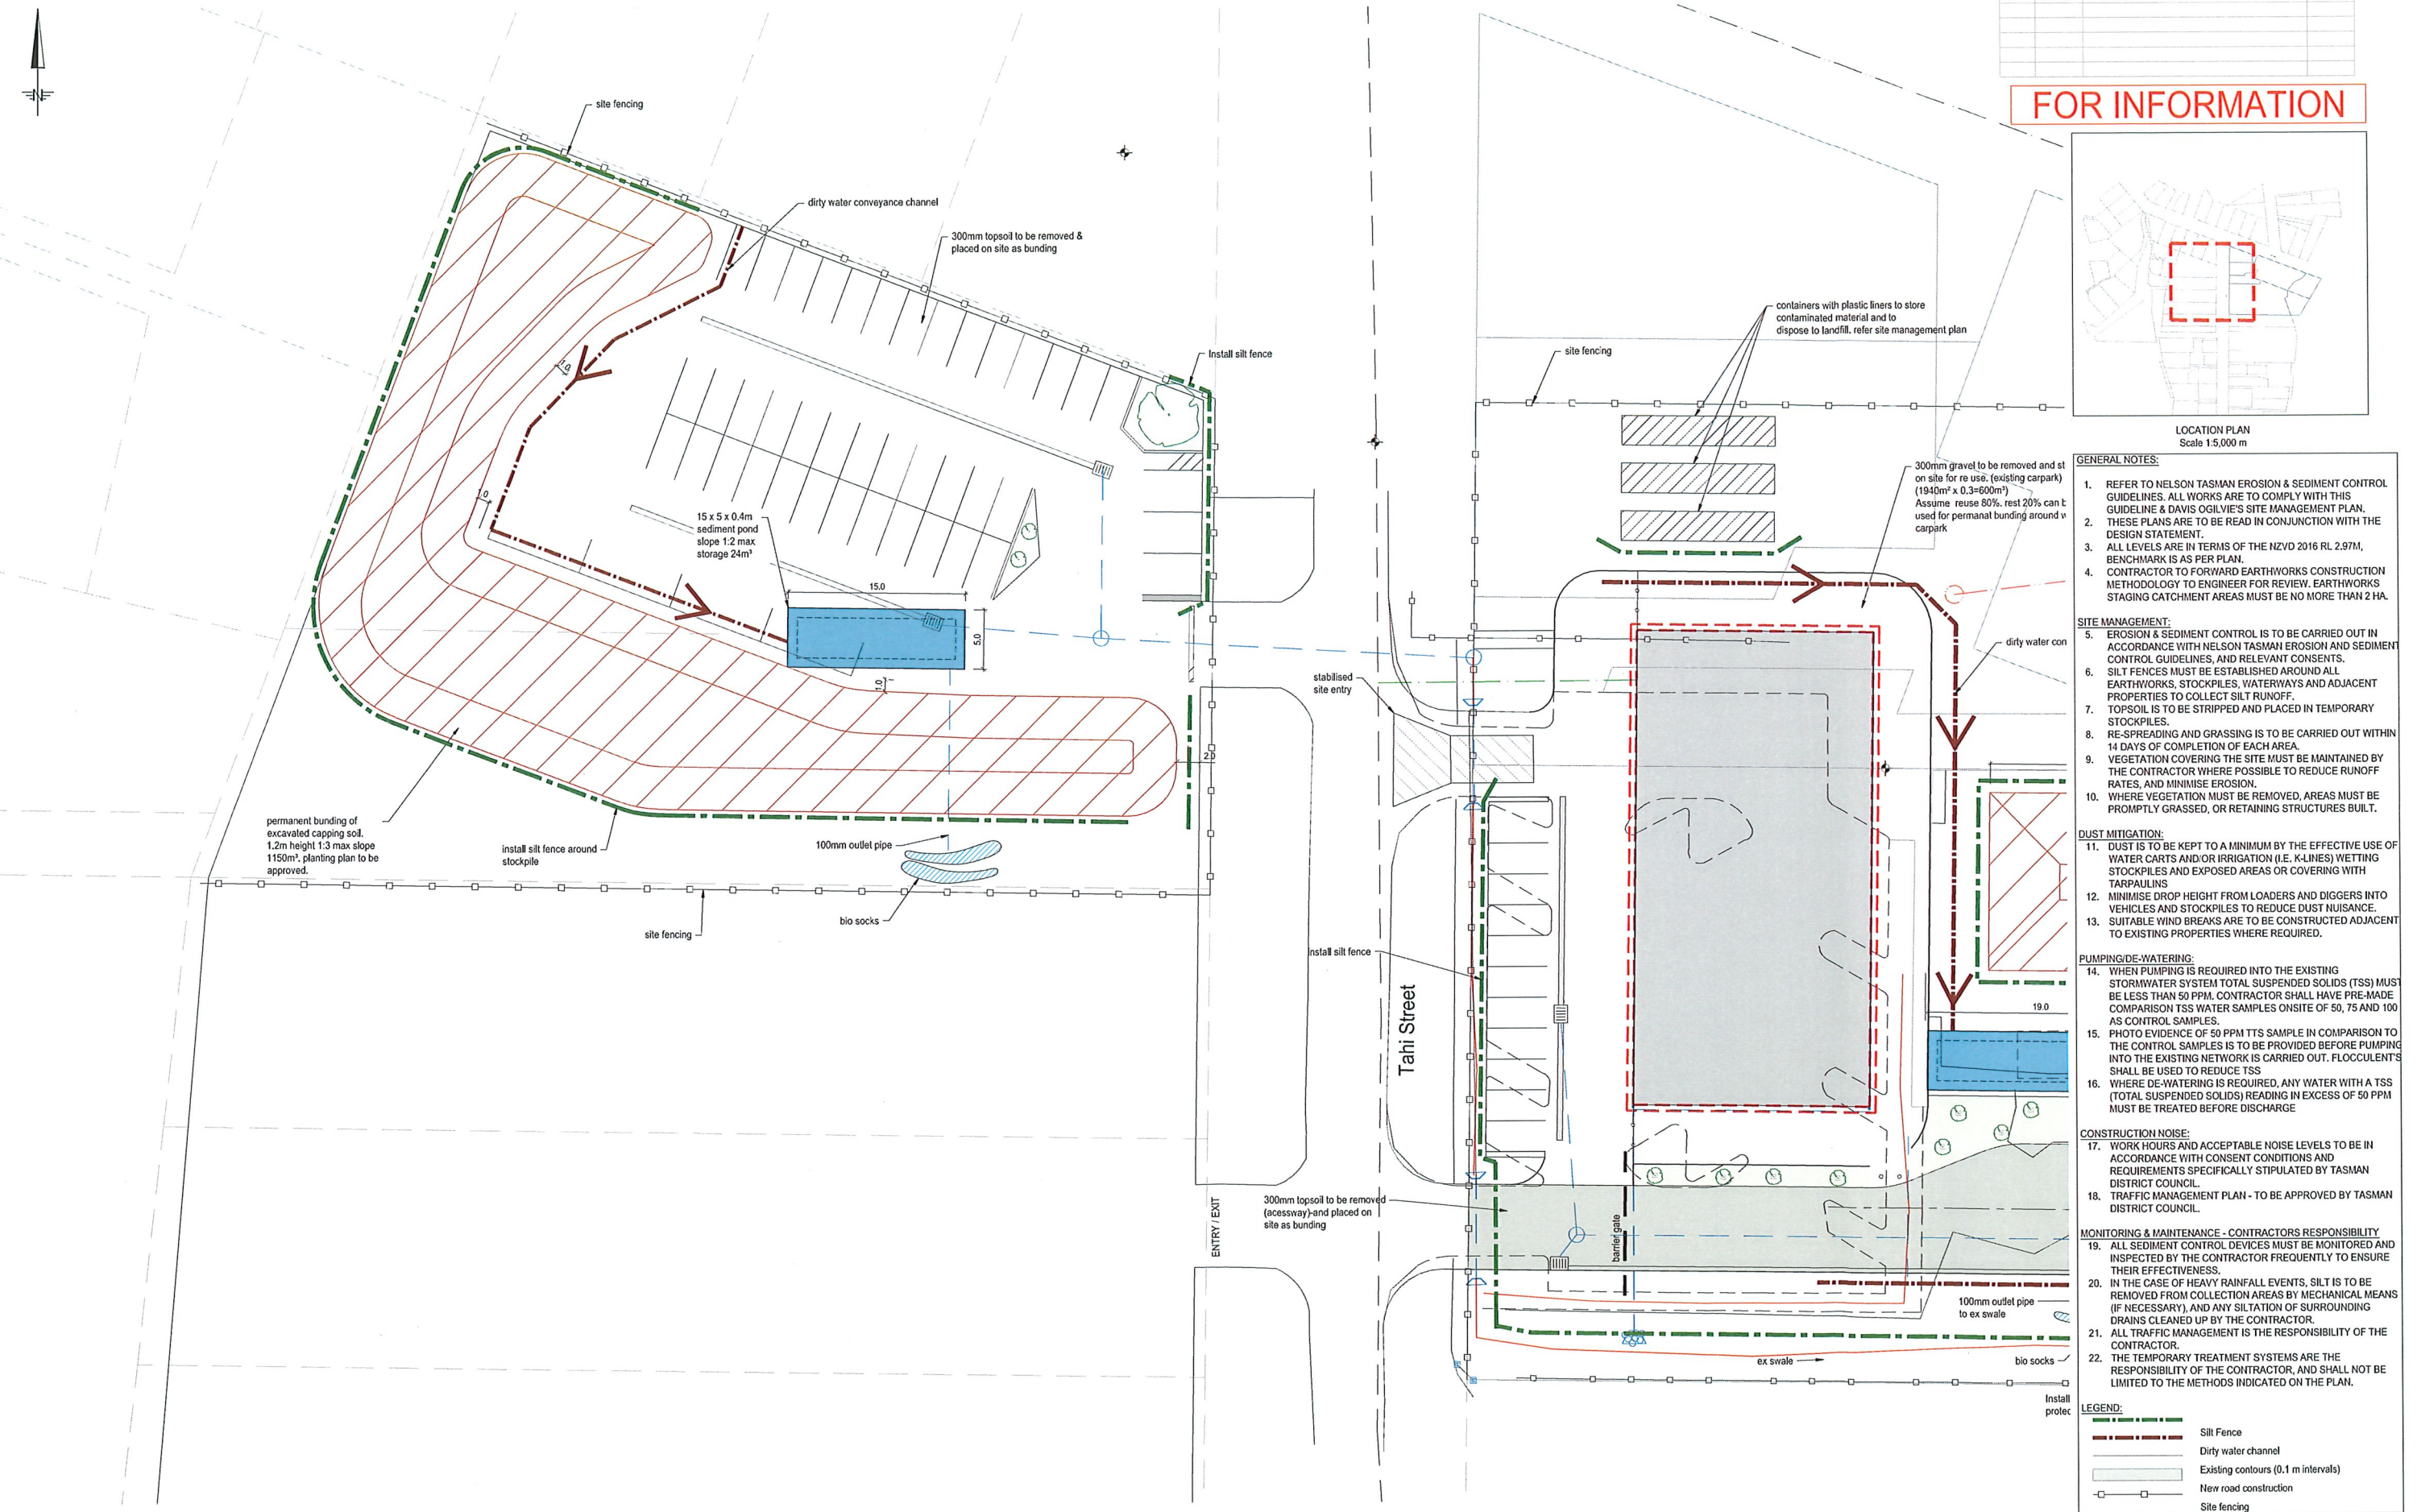 FOR INFORMATION
site fencing
dirty water conveyance channel
300mm topsoil to be removed &
placed on site as bunding
Install silt fence
containers with plastic liners to store
contaminated material and to
dispose to landfill. refer site management plan
site fencing
300mm gravel to be removed and st
on site for re use. (existing carpark)
(1940m² x 0.3=600m³)
Assume reuse 80%. rest 20% can b
used for permanat bunding around w
carpark
1.0
1.0
15 x 5 x 0.4m
sediment pond
slope 1:2 max
storage 24m³
15.0
5.0
1.0
2.0
dirty water con
stabilised
site entry
permanent bunding of
excavated capping soil.
1.2m height 1:3 max slope
1150m³. planting plan to be
approved.
install silt fence around
stockpile
100mm outlet pipe
bio socks
site fencing
install silt fence
Tahi Street
19.0
300mm topsoil to be removed
(acessway)-and placed on
site as bunding
ENTRY / EXIT
barrier gate
100mm outlet pipe
to ex swale
ex swale
bio socks
Install
protec
LOCATION PLAN
Scale 1:5,000 m
GENERAL NOTES:
1. REFER TO NELSON TASMAN EROSION & SEDIMENT CONTROL
GUIDELINES. ALL WORKS ARE TO COMPLY WITH THIS
GUIDELINE & DAVIS OGILVIE'S SITE MANAGEMENT PLAN.
2. THESE PLANS ARE TO BE READ IN CONJUNCTION WITH THE
DESIGN STATEMENT.
3. ALL LEVELS ARE IN TERMS OF THE NZVD 2016 RL 2.97M,
BENCHMARK IS AS PER PLAN.
4. CONTRACTOR TO FORWARD EARTHWORKS CONSTRUCTION
METHODOLOGY TO ENGINEER FOR REVIEW. EARTHWORKS
STAGING CATCHMENT AREAS MUST BE NO MORE THAN 2 HA.
SITE MANAGEMENT:
5. EROSION & SEDIMENT CONTROL IS TO BE CARRIED OUT IN
ACCORDANCE WITH NELSON TASMAN EROSION AND SEDIMENT
CONTROL GUIDELINES, AND RELEVANT CONSENTS.
6. SILT FENCES MUST BE ESTABLISHED AROUND ALL
EARTHWORKS, STOCKPILES, WATERWAYS AND ADJACENT
PROPERTIES TO COLLECT SILT RUNOFF.
7. TOPSOIL IS TO BE STRIPPED AND PLACED IN TEMPORARY
STOCKPILES.
8. RE-SPREADING AND GRASSING IS TO BE CARRIED OUT WITHIN
14 DAYS OF COMPLETION OF EACH AREA.
9. VEGETATION COVERING THE SITE MUST BE MAINTAINED BY
THE CONTRACTOR WHERE POSSIBLE TO REDUCE RUNOFF
RATES, AND MINIMISE EROSION.
10. WHERE VEGETATION MUST BE REMOVED, AREAS MUST BE
PROMPTLY GRASSED, OR RETAINING STRUCTURES BUILT.
DUST MITIGATION:
11. DUST IS TO BE KEPT TO A MINIMUM BY THE EFFECTIVE USE OF
WATER CARTS AND/OR IRRIGATION (I.E. K-LINES) WETTING
STOCKPILES AND EXPOSED AREAS OR COVERING WITH
TARPAULINS
12. MINIMISE DROP HEIGHT FROM LOADERS AND DIGGERS INTO
VEHICLES AND STOCKPILES TO REDUCE DUST NUISANCE.
13. SUITABLE WIND BREAKS ARE TO BE CONSTRUCTED ADJACENT
TO EXISTING PROPERTIES WHERE REQUIRED.
PUMPING/DE-WATERING:
14. WHEN PUMPING IS REQUIRED INTO THE EXISTING
STORMWATER SYSTEM TOTAL SUSPENDED SOLIDS (TSS) MUST
BE LESS THAN 50 PPM. CONTRACTOR SHALL HAVE PRE-MADE
COMPARISON TSS WATER SAMPLES ONSITE OF 50, 75 AND 100
AS CONTROL SAMPLES.
15. PHOTO EVIDENCE OF 50 PPM TTS SAMPLE IN COMPARISON TO
THE CONTROL SAMPLES IS TO BE PROVIDED BEFORE PUMPING
INTO THE EXISTING NETWORK IS CARRIED OUT. FLOCCULENT'S
SHALL BE USED TO REDUCE TSS
16. WHERE DE-WATERING IS REQUIRED, ANY WATER WITH A TSS
(TOTAL SUSPENDED SOLIDS) READING IN EXCESS OF 50 PPM
MUST BE TREATED BEFORE DISCHARGE
CONSTRUCTION NOISE:
17. WORK HOURS AND ACCEPTABLE NOISE LEVELS TO BE IN
ACCORDANCE WITH CONSENT CONDITIONS AND
REQUIREMENTS SPECIFICALLY STIPULATED BY TASMAN
DISTRICT COUNCIL.
18. TRAFFIC MANAGEMENT PLAN - TO BE APPROVED BY TASMAN
DISTRICT COUNCIL.
MONITORING & MAINTENANCE - CONTRACTORS RESPONSIBILITY
19. ALL SEDIMENT CONTROL DEVICES MUST BE MONITORED AND
INSPECTED BY THE CONTRACTOR FREQUENTLY TO ENSURE
THEIR EFFECTIVENESS.
20. IN THE CASE OF HEAVY RAINFALL EVENTS, SILT IS TO BE
REMOVED FROM COLLECTION AREAS BY MECHANICAL MEANS
(IF NECESSARY), AND ANY SILTATION OF SURROUNDING
DRAINS CLEANED UP BY THE CONTRACTOR.
21. ALL TRAFFIC MANAGEMENT IS THE RESPONSIBILITY OF THE
CONTRACTOR.
22. THE TEMPORARY TREATMENT SYSTEMS ARE THE
RESPONSIBILITY OF THE CONTRACTOR, AND SHALL NOT BE
LIMITED TO THE METHODS INDICATED ON THE PLAN.
LEGEND:
Silt Fence
Dirty water channel
Existing contours (0.1 m intervals)
New road construction
Site fencing